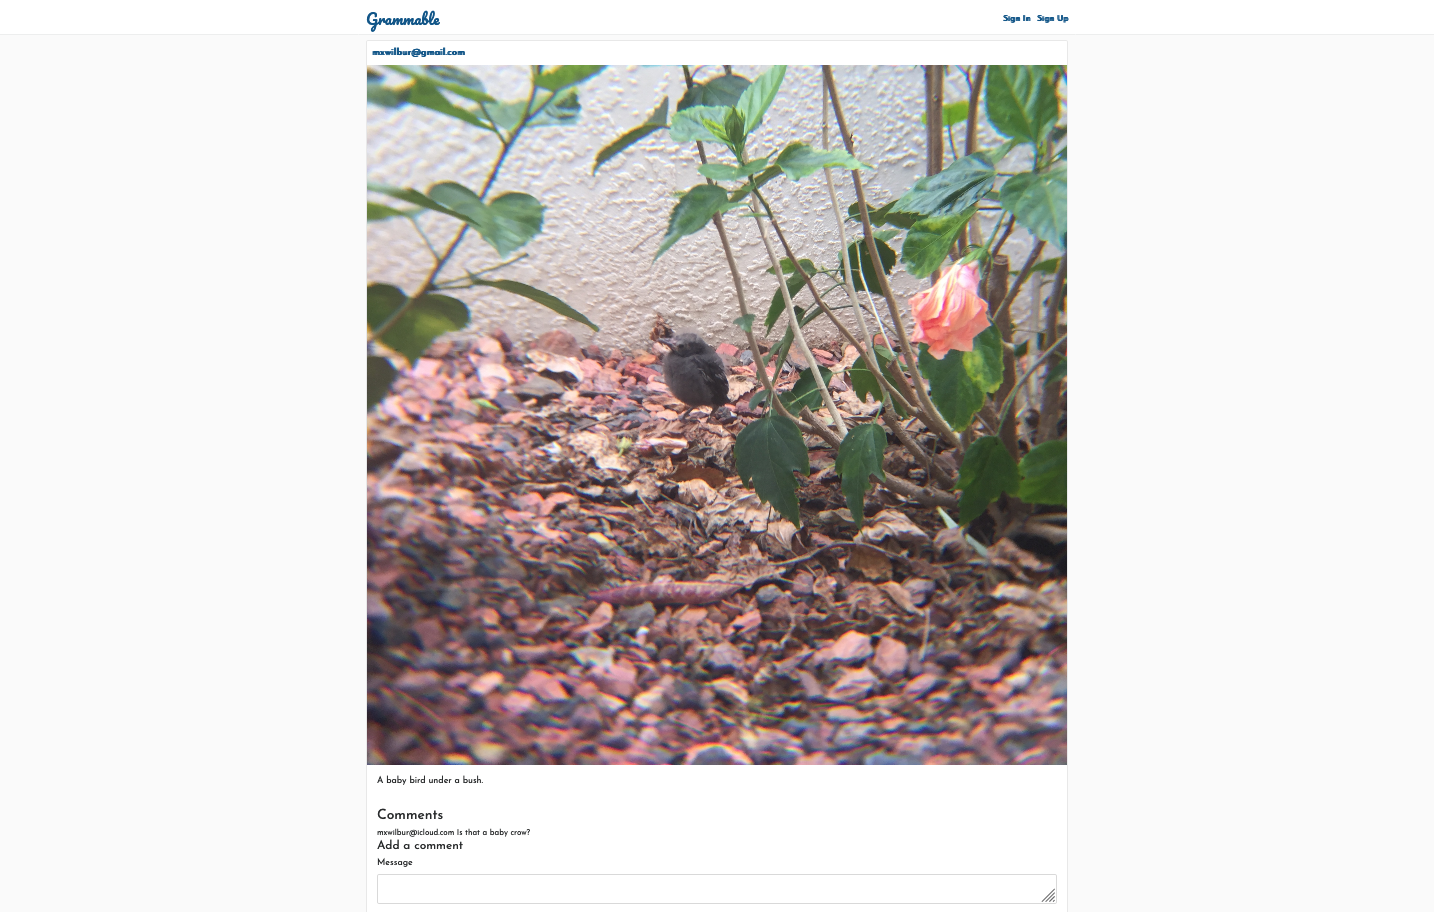 Grammable
Sign In Sign Up
mxwilbur@gmail.com
A baby bird under a bush.
Comments
mxwilbur@icloud.com Is that a baby crow?
Add a comment
Message